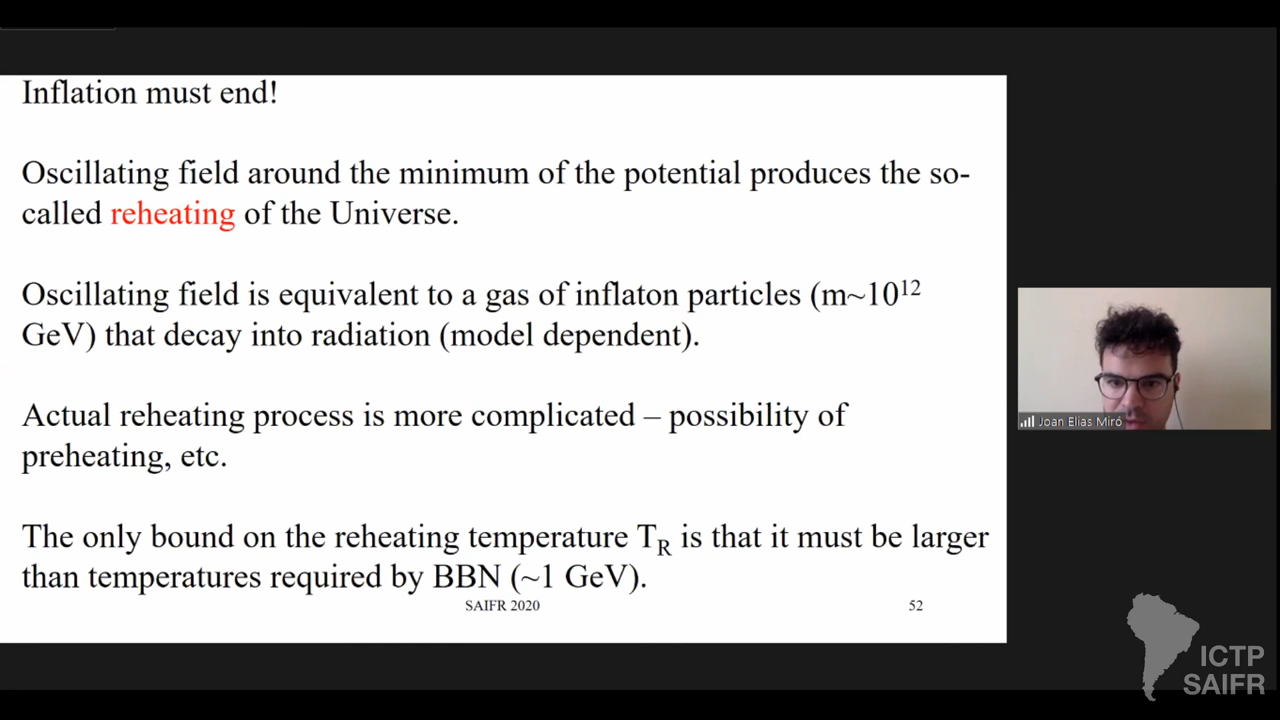 Inflation must end!
Oscillating field around the minimum of the potential produces the so-
called reheating of the Universe.
Oscillating field is equivalent to a gas of inflaton particles (m~10¹²
GeV) that decay into radiation (model dependent).
Actual reheating process is more complicated – possibility of
preheating, etc.
The only bound on the reheating temperature T_R is that it must be larger
than temperatures required by BBN (~1 GeV).
SAIFR 2020
52
Joan Elias Miró
ICTP
SAIFR